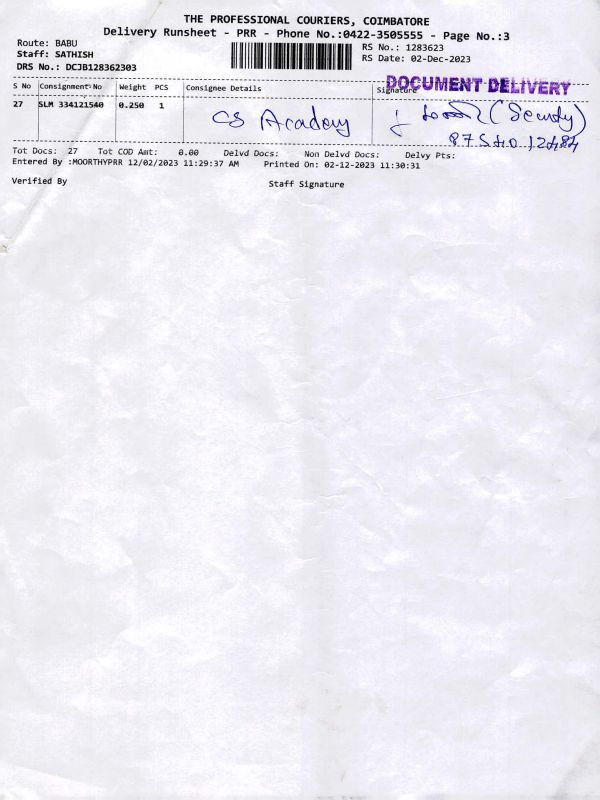 THE PROFESSIONAL COURIERS, COIMBATORE
Delivery Runsheet - PRR - Phone No.:0422-3505555 - Page No.:3
Route: BABU
Staff: SATHISH
DRS No.: DCJB128362303
RS No.: 1283623
RS Date: 02-Dec-2023
DOCUMENT DELIVERY
S No Consignment No Weight PCS Consignee Details Signature
27 SLM 334121540 0.250 1 CS Academy (Security)
Tot Docs: 27 Tot COD Amt: 0.00 Delvd Docs: Non Delvd Docs: Delvy Pts:
Entered By :MOORTHYPRR 12/02/2023 11:29:37 AM Printed On: 02-12-2023 11:30:31
Verified By Staff Signature